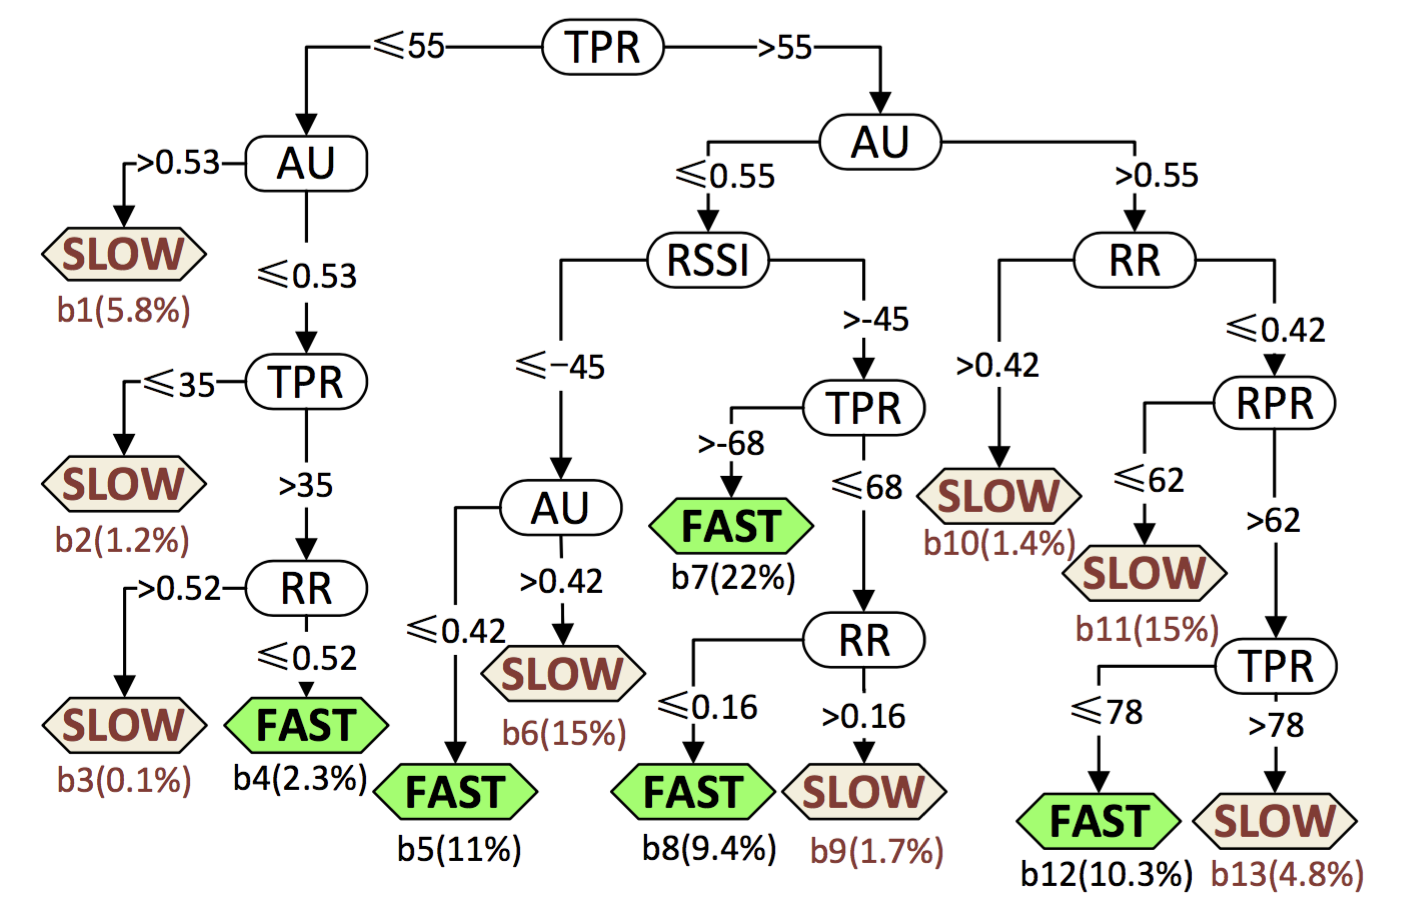 ≤55 TPR >55
AU
>0.53 AU
≤0.55 >0.55
SLOW
b1(5.8%)
≤0.53
RSSI RR
>-45 ≤0.42
≤−45 >0.42
≤35 TPR
TPR RPR
>-68
SLOW
b2(1.2%)
>35
≤68
SLOW
b10(1.4%)
≤62
>62
AU
FAST
b7(22%)
>0.52 RR
>0.42
SLOW
b11(15%)
≤0.42
≤0.52
RR
TPR
SLOW
b6(15%)
≤0.16 >0.16
≤78 >78
SLOW FAST
b3(0.1%) b4(2.3%)
FAST FAST SLOW
b5(11%) b8(9.4%) b9(1.7%)
FAST SLOW
b12(10.3%) b13(4.8%)